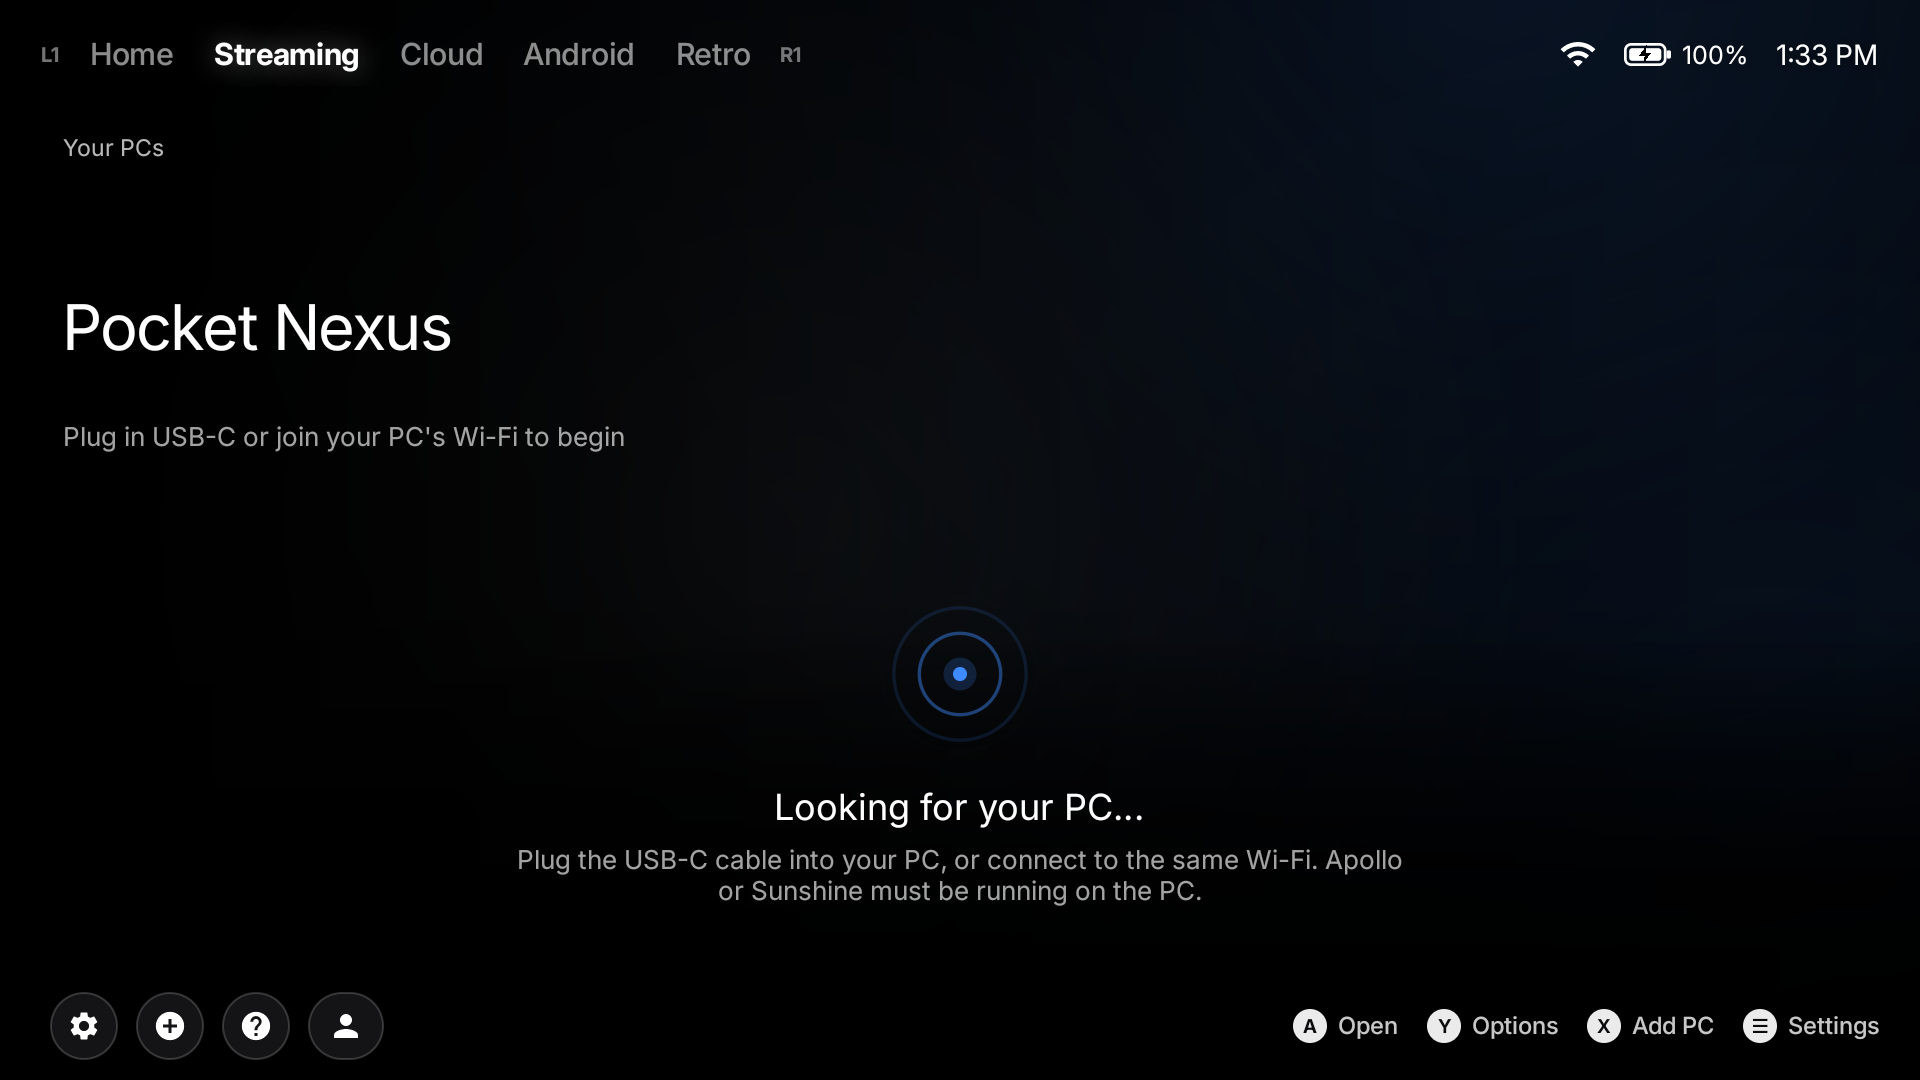 L1 Home Streaming Cloud Android Retro R1 100% 1:33 PM
Your PCs
Pocket Nexus
Plug in USB-C or join your PC's Wi-Fi to begin
Looking for your PC...
Plug the USB-C cable into your PC, or connect to the same Wi-Fi. Apollo
or Sunshine must be running on the PC.
A Open Y Options X Add PC Settings